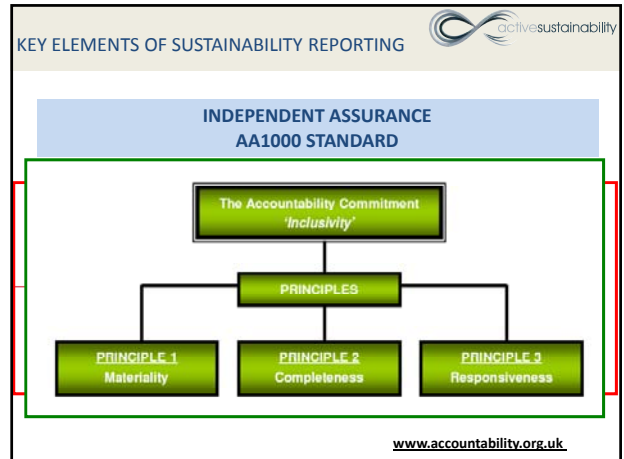 KEY ELEMENTS OF SUSTAINABILITY REPORTING
activesustainability
INDEPENDENT ASSURANCE
AA1000 STANDARD
The Accountability Commitment
'Inclusivity'
PRINCIPLES
PRINCIPLE 1
Materiality
PRINCIPLE 2
Completeness
PRINCIPLE 3
Responsiveness
www.accountability.org.uk